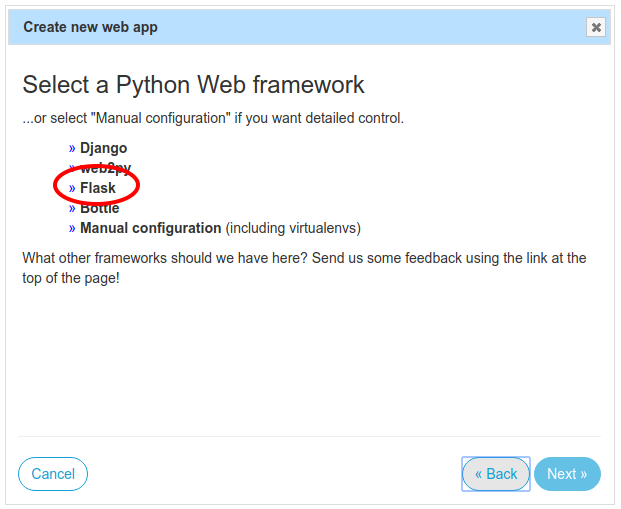 Create new web app
Select a Python Web framework
...or select "Manual configuration" if you want detailed control.
» Django
» web2py
» Flask
» Bottle
» Manual configuration (including virtualenvs)
What other frameworks should we have here? Send us some feedback using the link at the
top of the page!
Cancel
« Back
Next »